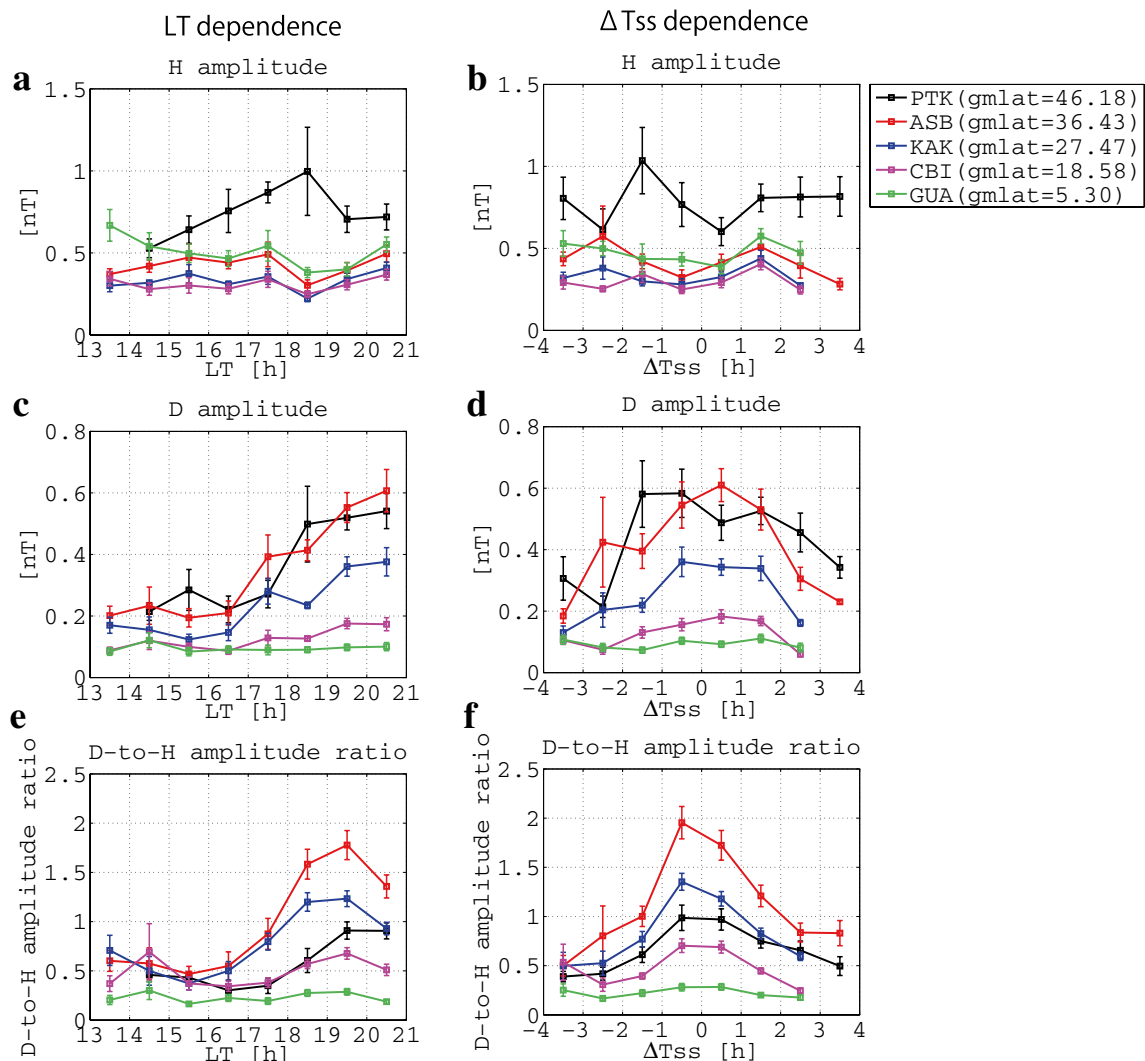 LT dependence
Δ Tss dependence
a
H amplitude
1.5
1
0.5
0
[nT]
13 14 15 16 17 18 19 20 21
LT [h]
b
H amplitude
1.5
1
0.5
0
[nT]
−4 −3 −2 −1 0 1 2 3 4
ΔTss [h]
PTK(gmlat=46.18)
ASB(gmlat=36.43)
KAK(gmlat=27.47)
CBI(gmlat=18.58)
GUA(gmlat=5.30)
c
D amplitude
0.8
0.6
0.4
0.2
0
[nT]
13 14 15 16 17 18 19 20 21
LT [h]
d
D amplitude
0.8
0.6
0.4
0.2
0
[nT]
−4 −3 −2 −1 0 1 2 3 4
ΔTss [h]
e
D−to−H amplitude ratio
2.5
2
1.5
1
0.5
0
D−to−H amplitude ratio
13 14 15 16 17 18 19 20 21
LT [h]
f
D−to−H amplitude ratio
2.5
2
1.5
1
0.5
0
D−to−H amplitude ratio
−4 −3 −2 −1 0 1 2 3 4
ΔTss [h]